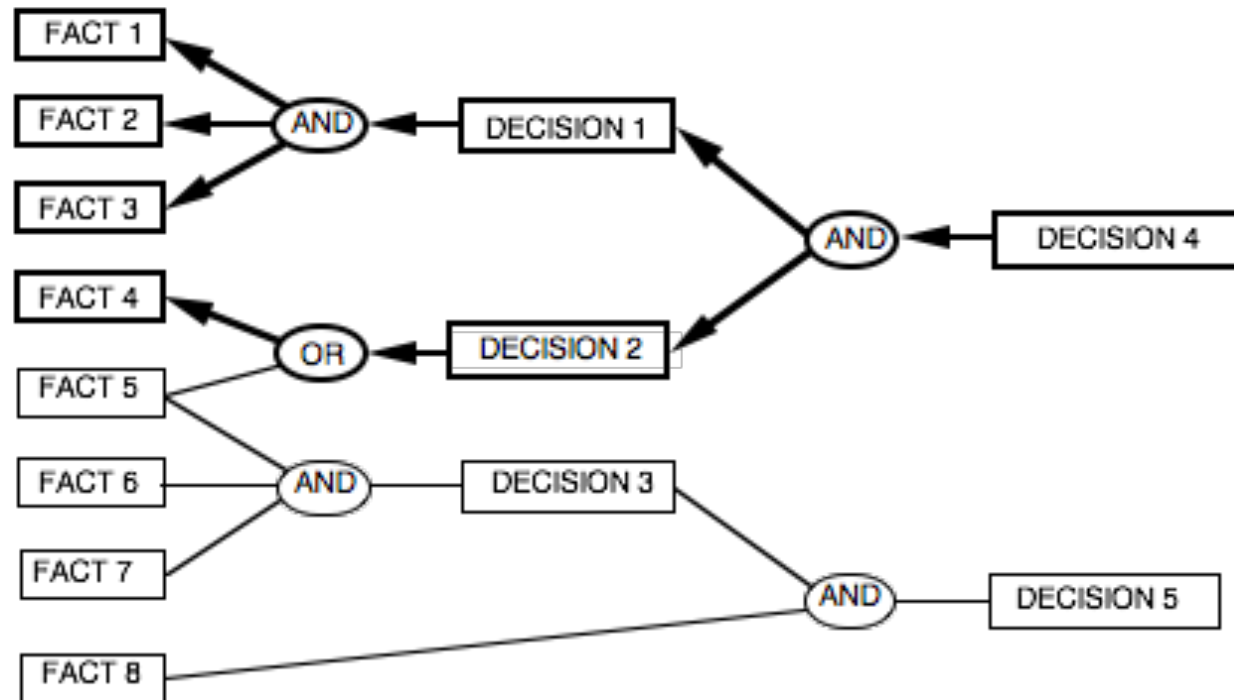 FACT 1
FACT 2
AND
DECISION 1
FACT 3
AND
DECISION 4
FACT 4
OR
DECISION 2
FACT 5
FACT 6
AND
DECISION 3
FACT 7
AND
DECISION 5
FACT 8